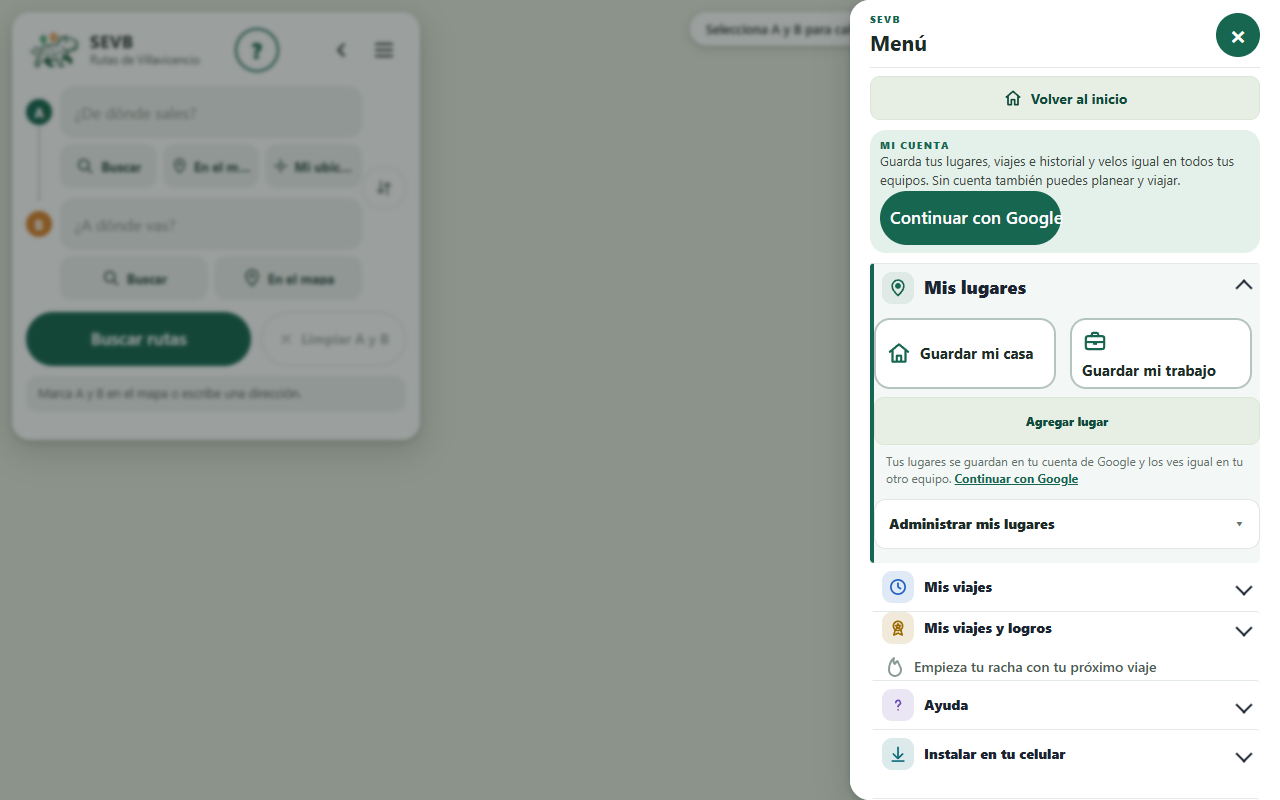 SEVB
Rutas de Villavicencio
?
Selecciona A y B para cal
A
¿De dónde sales?
Buscar
En el m...
Mi ubic...
B
¿A dónde vas?
Buscar
En el mapa
Buscar rutas
Limpiar A y B
Marca A y B en el mapa o escribe una dirección.
SEVB
Menú
Volver al inicio
MI CUENTA
Guarda tus lugares, viajes e historial y velos igual en todos tus
equipos. Sin cuenta también puedes planear y viajar.
Continuar con Google
Mis lugares
Guardar mi casa
Guardar mi trabajo
Agregar lugar
Tus lugares se guardan en tu cuenta de Google y los ves igual en tu
otro equipo. Continuar con Google
Administrar mis lugares
Mis viajes
Mis viajes y logros
Empieza tu racha con tu próximo viaje
?
Ayuda
Instalar en tu celular